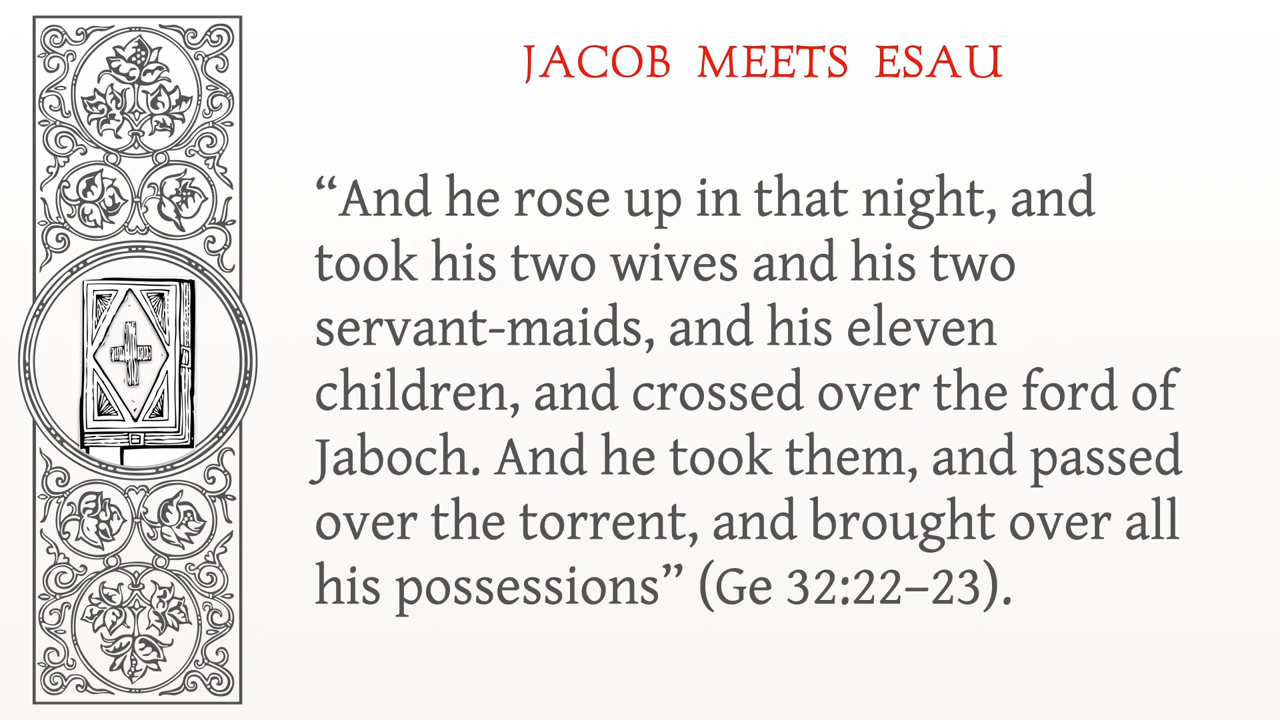 JACOB MEETS ESAU
“And he rose up in that night, and
took his two wives and his two
servant-maids, and his eleven
children, and crossed over the ford of
Jaboch. And he took them, and passed
over the torrent, and brought over all
his possessions” (Ge 32:22–23).